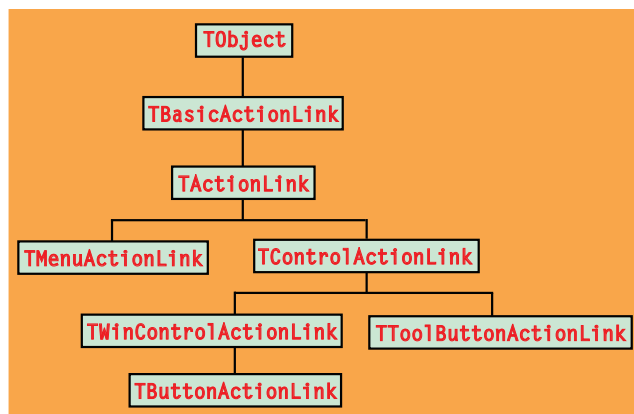 TObject
TBasicActionLink
TActionLink
TMenuActionLink
TControlActionLink
TWinControlActionLink
TToolButtonActionLink
TButtonActionLink